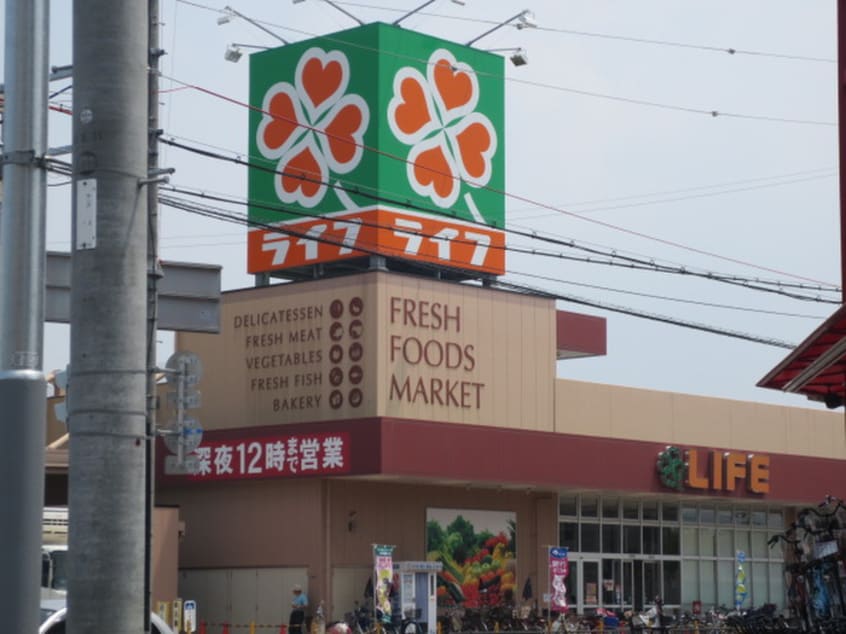 ライフ
ライフ
DELICATESSEN
FRESH MEAT
VEGETABLES
FRESH FISH
BAKERY
FRESH
FOODS
MARKET
深夜12時まで営業
LIFE